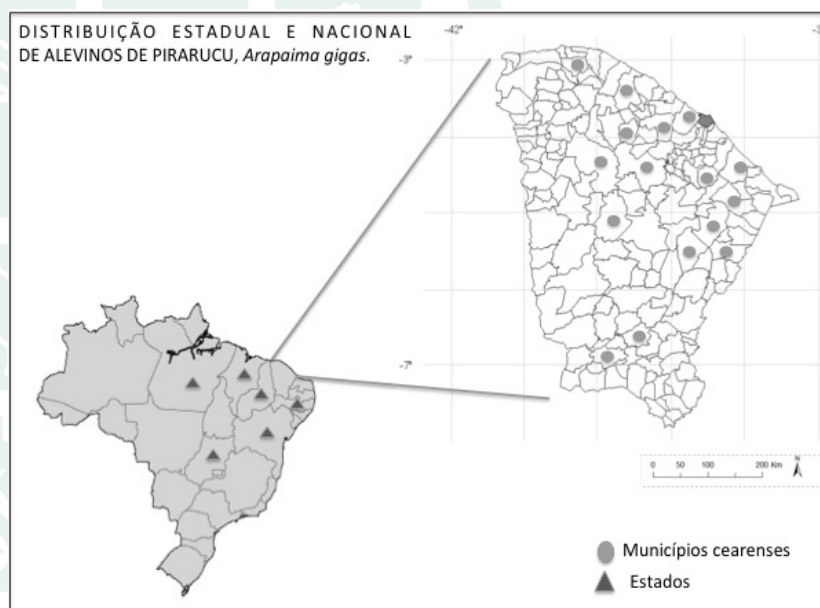 DISTRIBUIÇÃO ESTADUAL E NACIONAL
DE ALEVINOS DE PIRARUCU, Arapaima gigas.
-42°
-3°
-7°
0 50 100 200 Km
N
Municípios cearenses
Estados